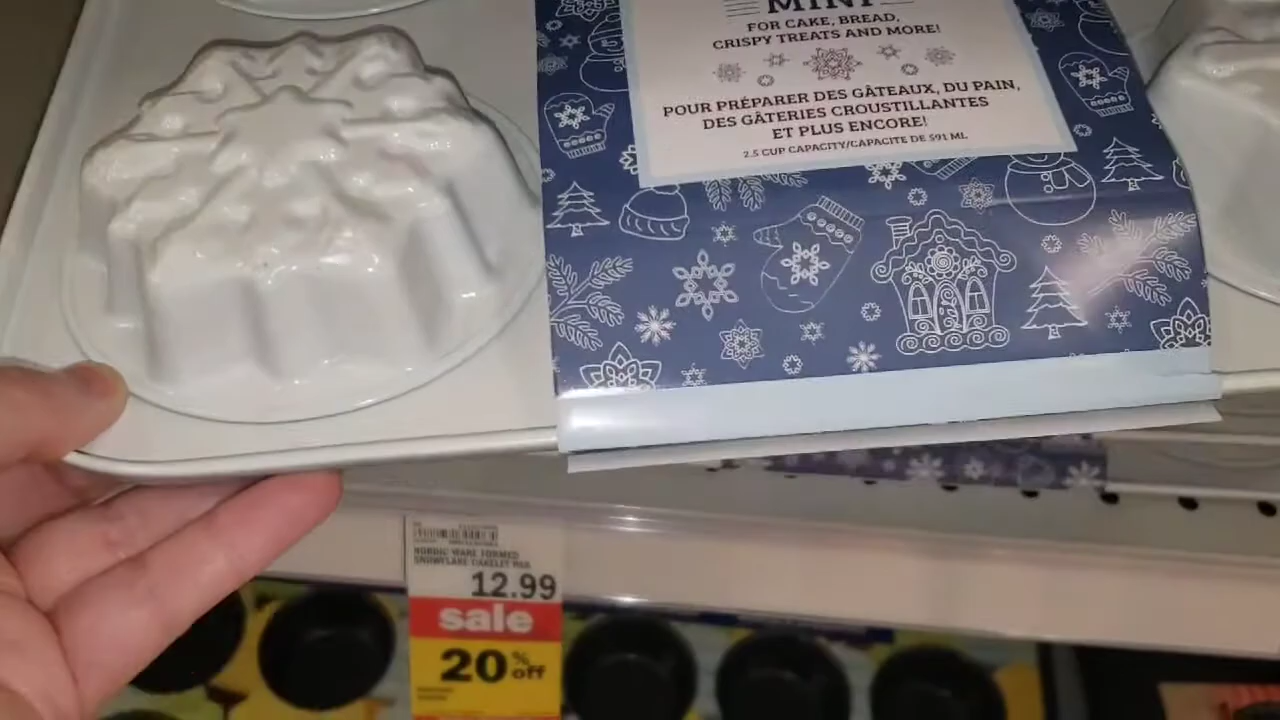 MINI
FOR CAKE, BREAD,
CRISPY TREATS AND MORE!
POUR PRÉPARER DES GÂTEAUX, DU PAIN,
DES GÂTERIES CROUSTILLANTES
ET PLUS ENCORE!
2.5 CUP CAPACITY/CAPACITE DE 591 ML
NORDIC WARE FORMED
SNOWFLAKE CAKELET PAN
12.99
sale
20% off